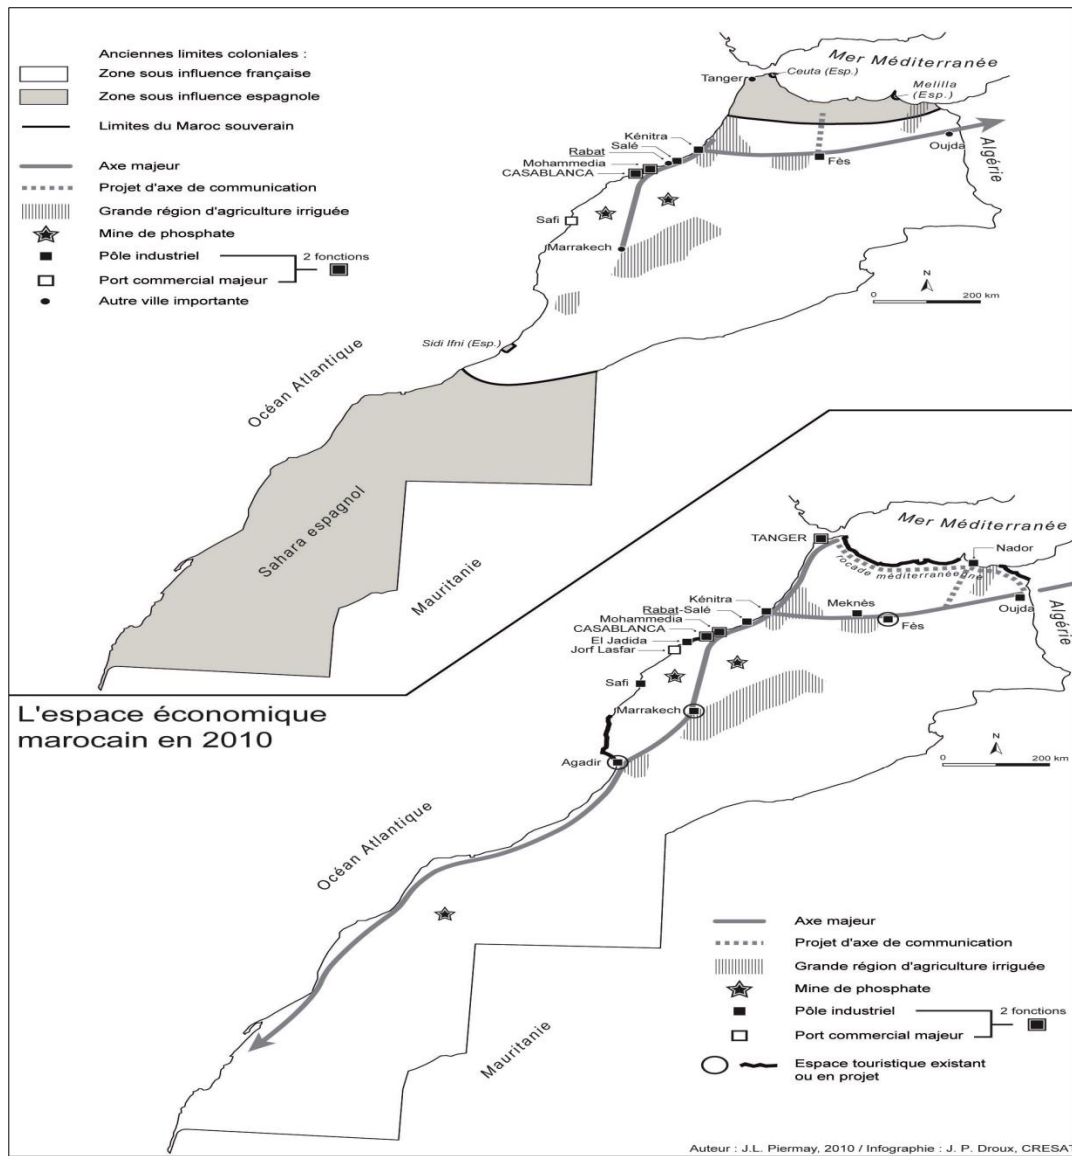 Anciennes limites coloniales :
Zone sous influence française
Zone sous influence espagnole
Limites du Maroc souverain
Axe majeur
Projet d'axe de communication
Grande région d'agriculture irriguée
Mine de phosphate
Pôle industriel
2 fonctions
Port commercial majeur
Autre ville importante
Mer Méditerranée
Tanger
Ceuta (Esp.)
Melilla
(Esp.)
Kénitra
Salé
Rabat
Mohammedia
CASABLANCA
Fès
Oujda
Algérie
Safi
Marrakech
N
0 200 km
Sidi Ifni (Esp.)
Océan Atlantique
Sahara espagnol
Mauritanie
L'espace économique
marocain en 2010
Mer Méditerranée
TANGER
Nador
rocade méditerranéenne
Kénitra
Meknès
Rabat-Salé
Oujda
Mohammedia
Fès
Algérie
CASABLANCA
El Jadida
Jorf Lasfar
Safi
Marrakech
Agadir
N
0 200 km
Océan Atlantique
Mauritanie
Axe majeur
Projet d'axe de communication
Grande région d'agriculture irriguée
Mine de phosphate
Pôle industriel
2 fonctions
Port commercial majeur
Espace touristique existant
ou en projet
Auteur : J.L. Piermay, 2010 / Infographie : J. P. Droux, CRESAT